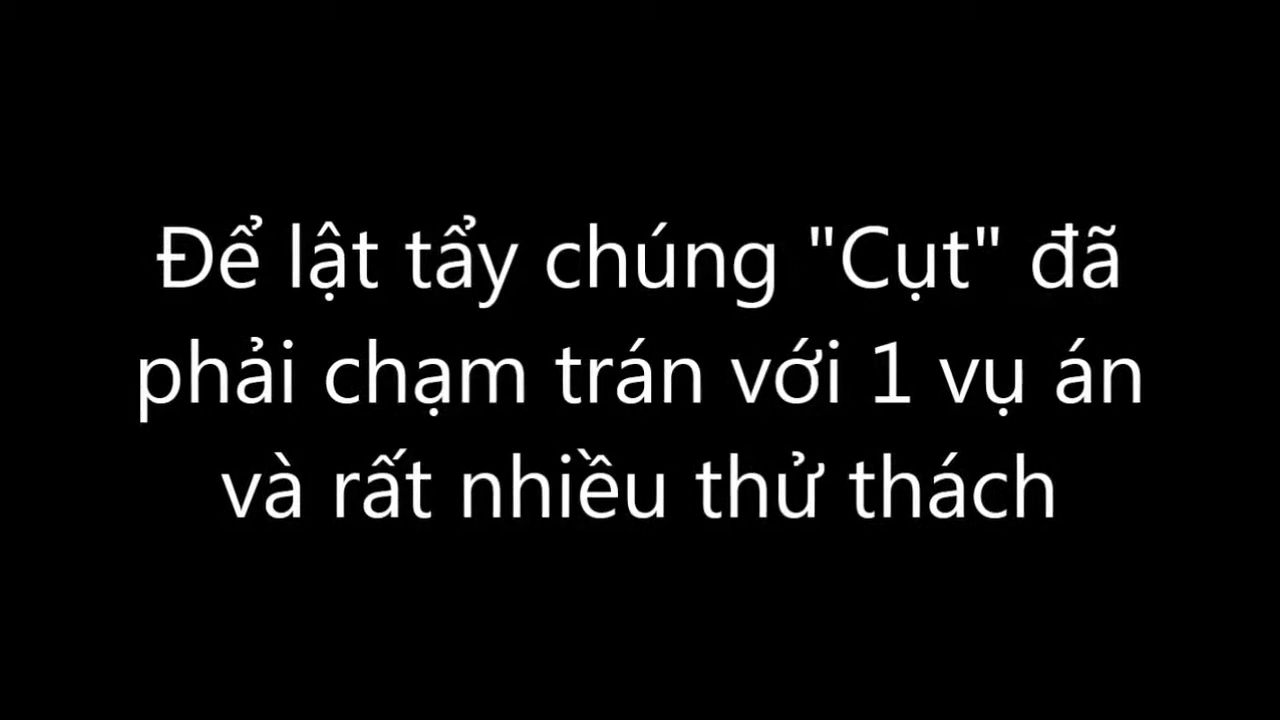 Để lật tẩy chúng "Cụt" đã
phải chạm trán với 1 vụ án
và rất nhiều thử thách